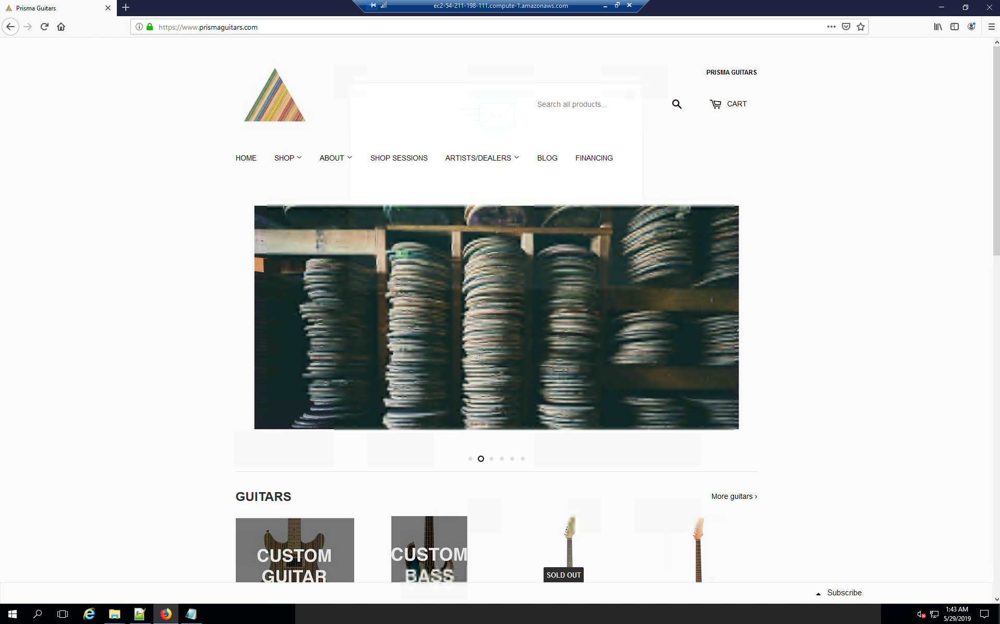 Prisma Guitars
ec2-54-211-198-111.compute-1.amazonaws.com
https://www.prismaguitars.com
PRISMA GUITARS
Search all products...
CART
HOME
SHOP
ABOUT
SHOP SESSIONS
ARTISTS/DEALERS
BLOG
FINANCING
GUITARS
More guitars ›
CUSTOM
GUITAR
CUSTOM
BASS
SOLD OUT
Subscribe
1:43 AM
5/29/2019